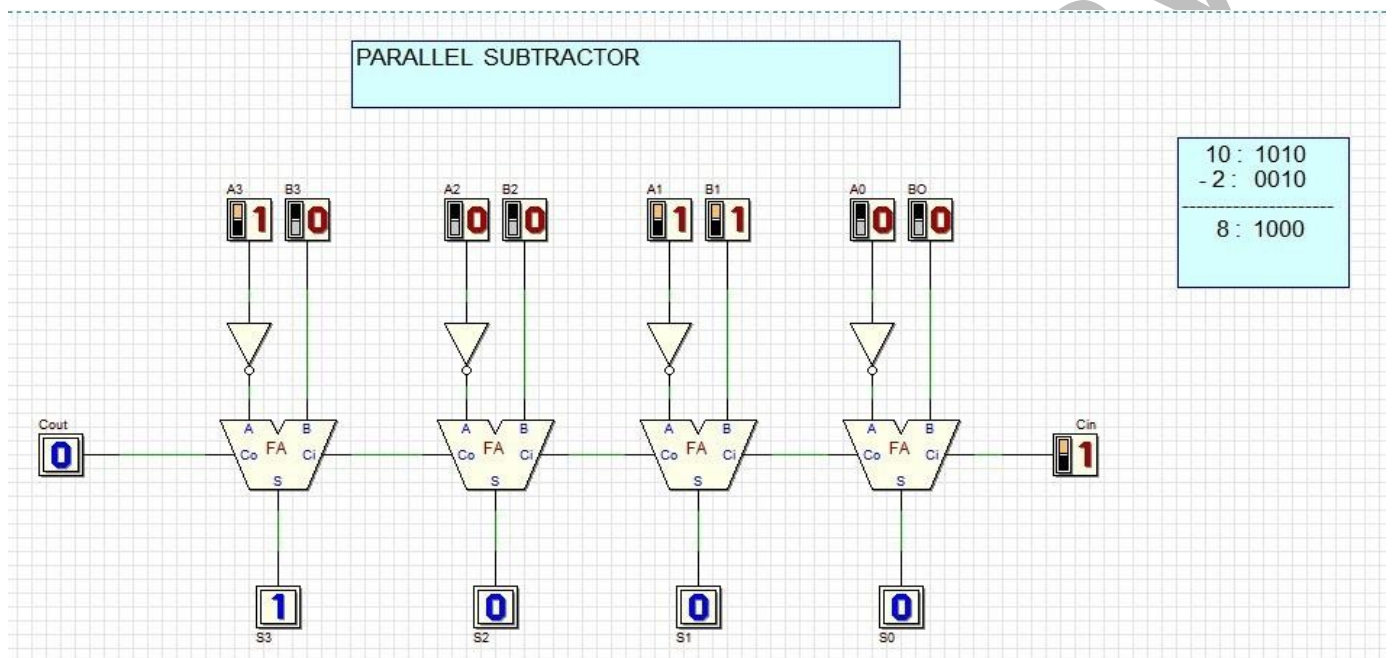 PARALLEL SUBTRACTOR
10 : 1010
- 2 : 0010
--------------------
8 : 1000
A3 B3 A2 B2 A1 B1 A0 BO
1 0 0 0 1 1 0 0
Cout Cin
A B A B A B A B
FA FA FA FA
Co Ci Co Ci Co Ci Co Ci
0 1
S S S S
1 0 0 0
S3 S2 S1 S0